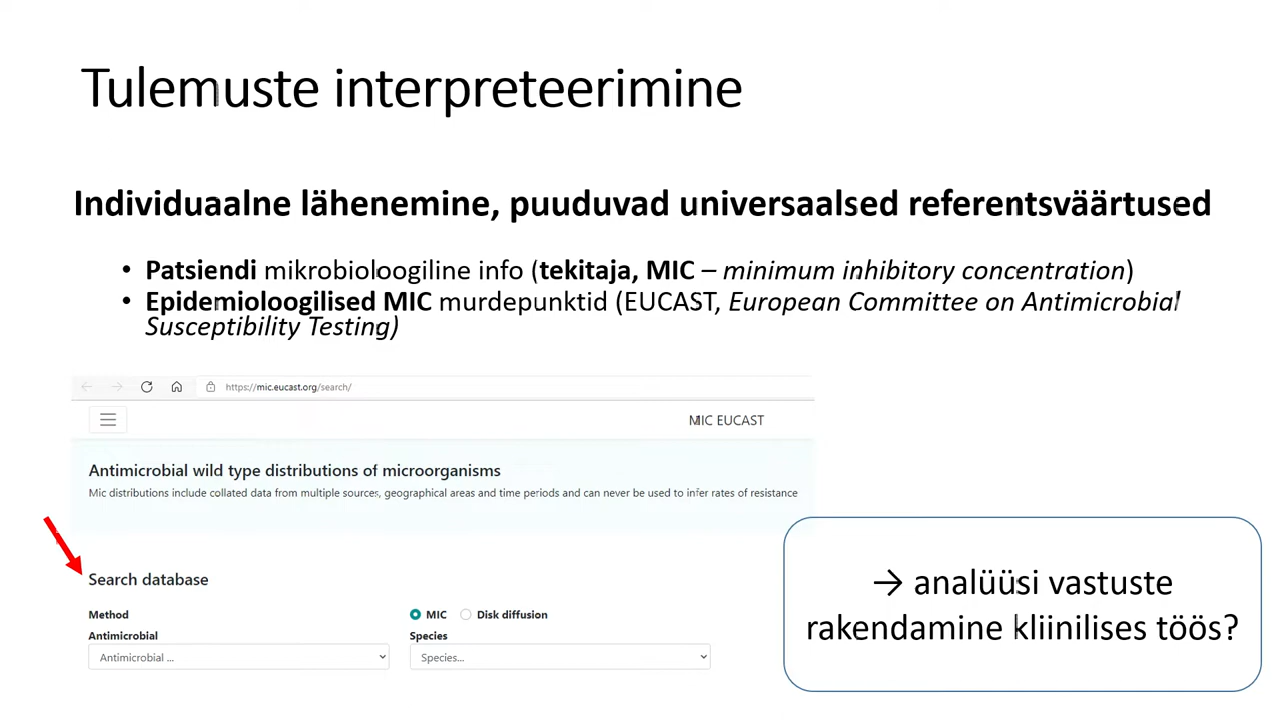 Tulemuste interpreteerimine
Individuaalne lähenemine, puuduvad universaalsed referentsväärtused
• Patsiendi mikrobioloogiline info (tekitaja, MIC – minimum inhibitory concentration)
• Epidemioloogilised MIC murdepunktid (EUCAST, European Committee on Antimicrobial
Susceptibility Testing)
https://mic.eucast.org/search/
MIC EUCAST
Antimicrobial wild type distributions of microorganisms
Mic distributions include collated data from multiple sources, geographical areas and time periods and can never be used to infer rates of resistance
Search database
Method
MIC Disk diffusion
Antimicrobial
Species
Antimicrobial ...
Species...
→ analüüsi vastuste
rakendamine kliinilises töös?